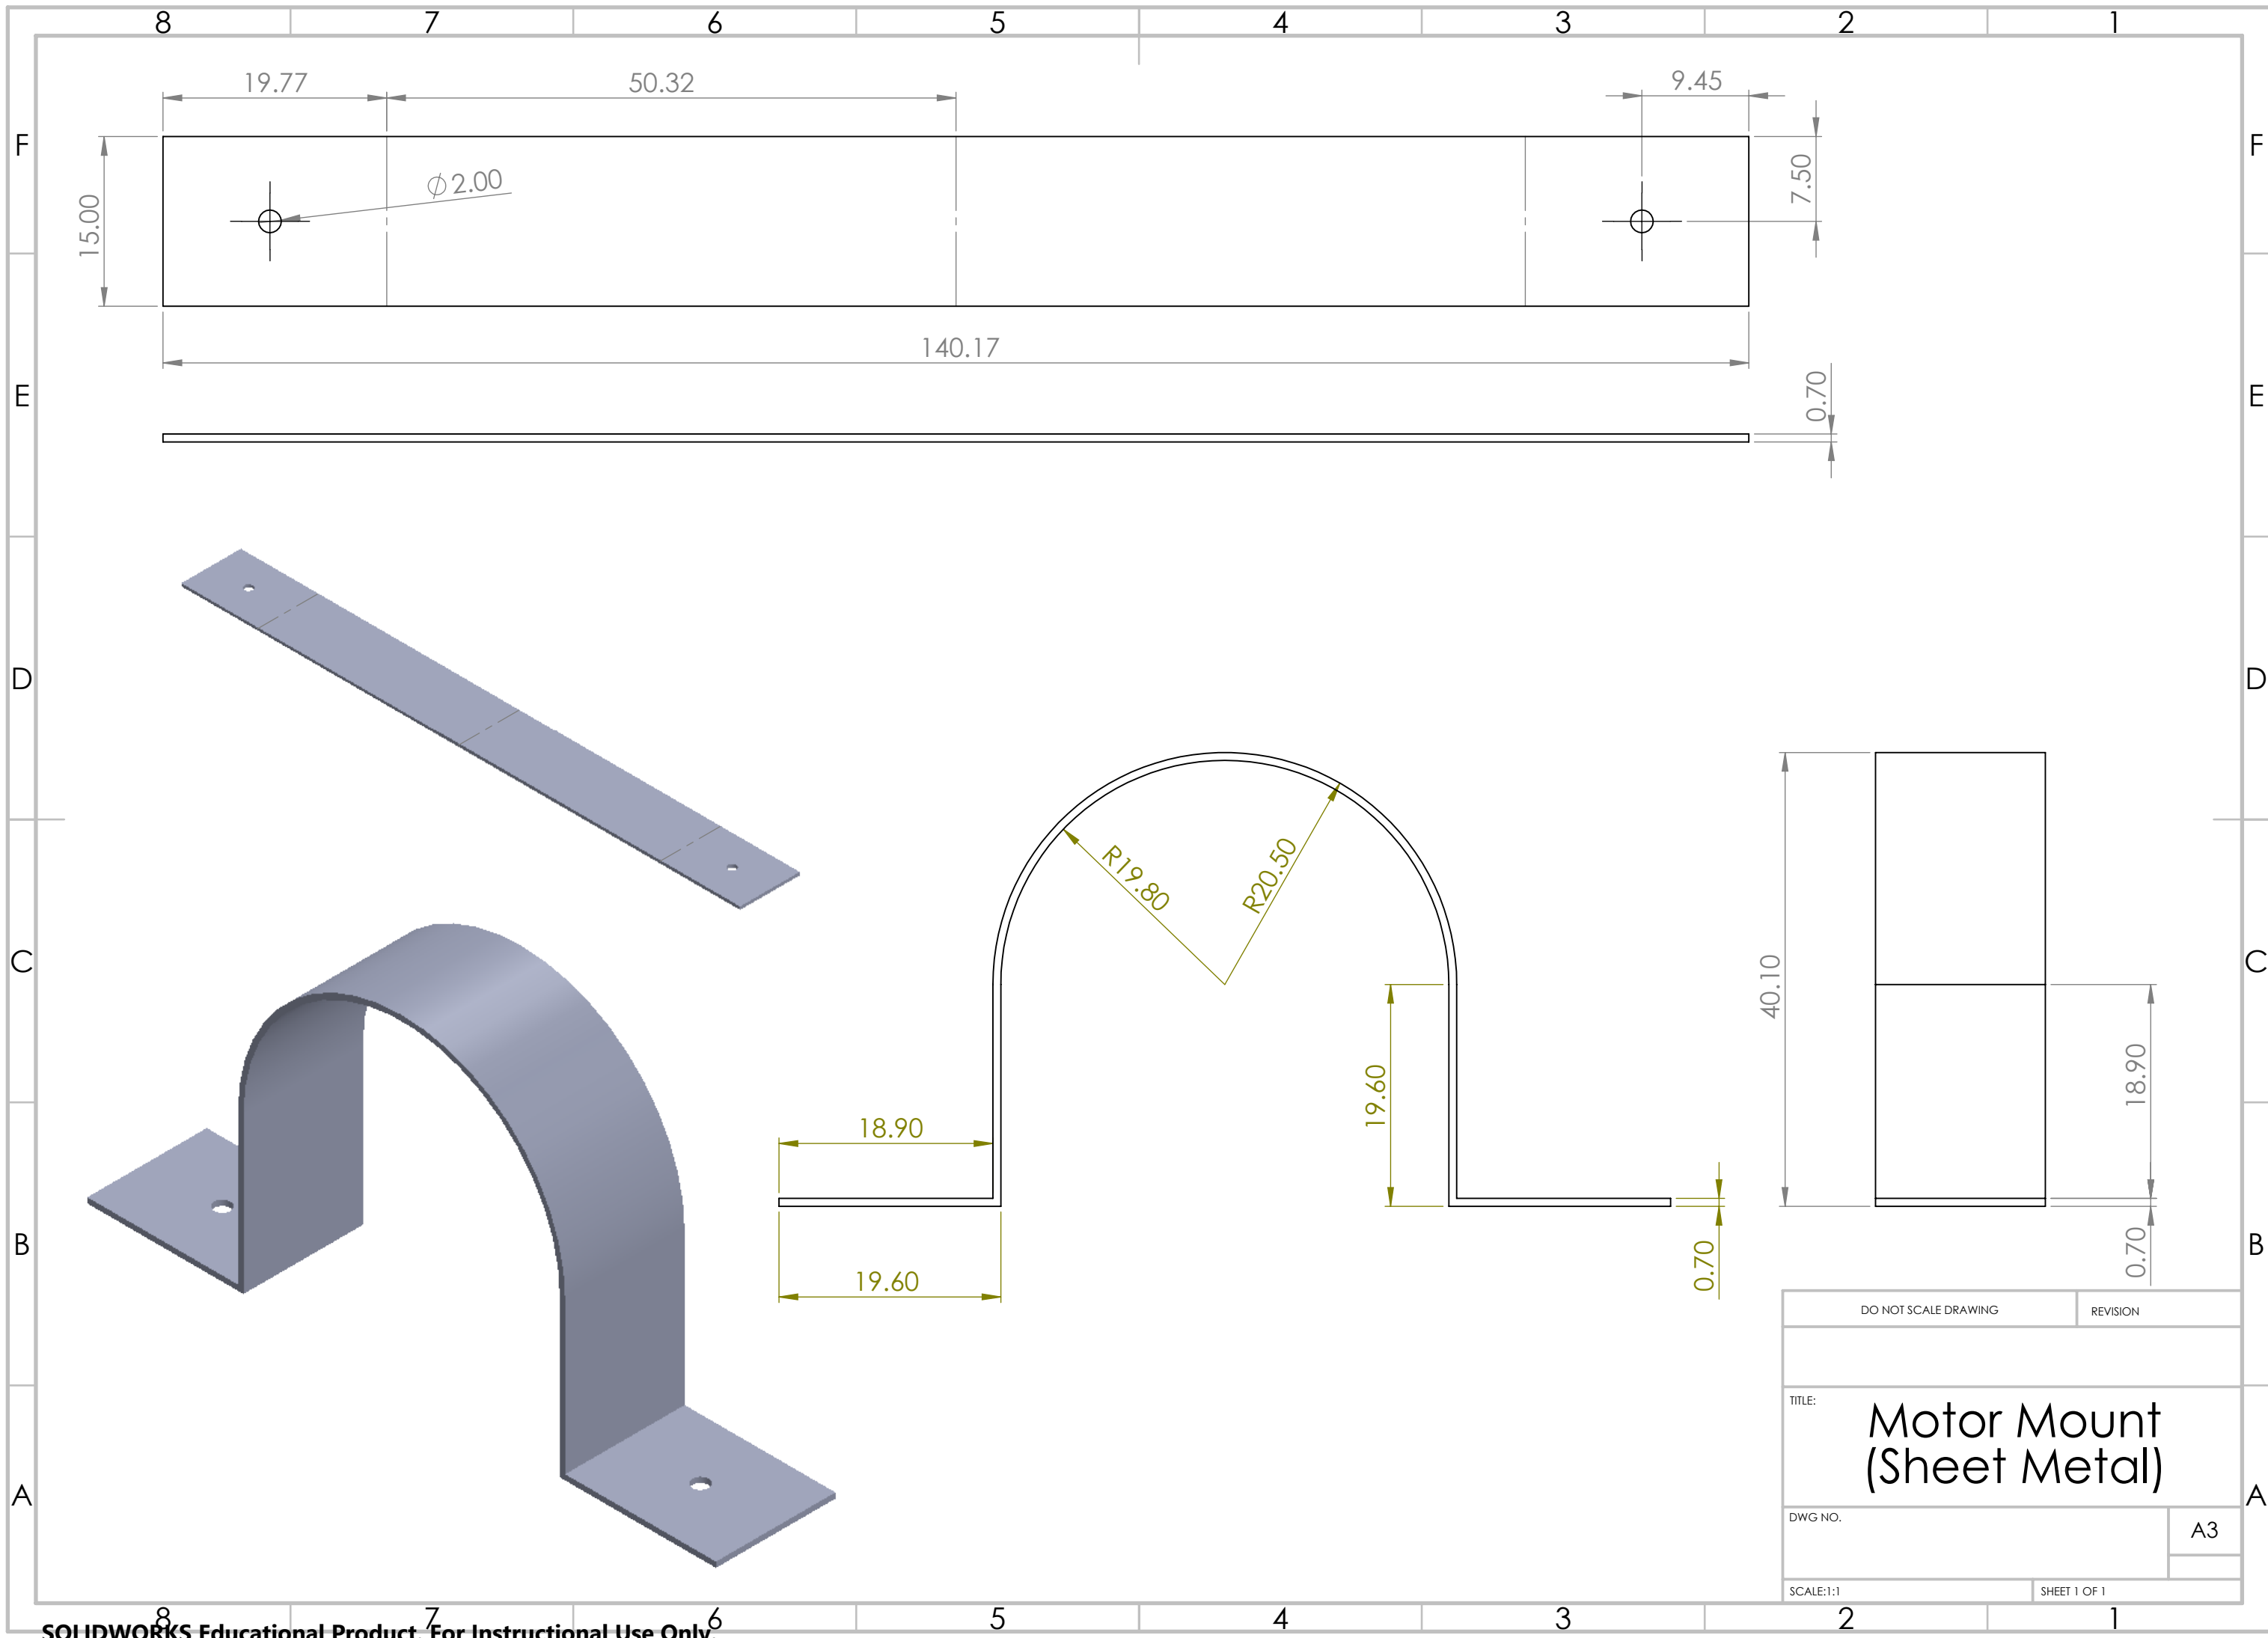 8 7 6 5 4 3 2 1
19.77
50.32
9.45
F
F
⌀2.00
7.50
15.00
140.17
E
0.70
E
D
D
R19.80
R20.50
C
40.10
C
19.60
18.90
18.90
19.60
0.70
0.70
B
B
DO NOT SCALE DRAWING
REVISION
TITLE:
Motor Mount
(Sheet Metal)
A
A
DWG NO.
A3
SCALE:1:1
SHEET 1 OF 1
8 7 6 5 4 3 2 1
SOLIDWORKS Educational Product. For Instructional Use Only.